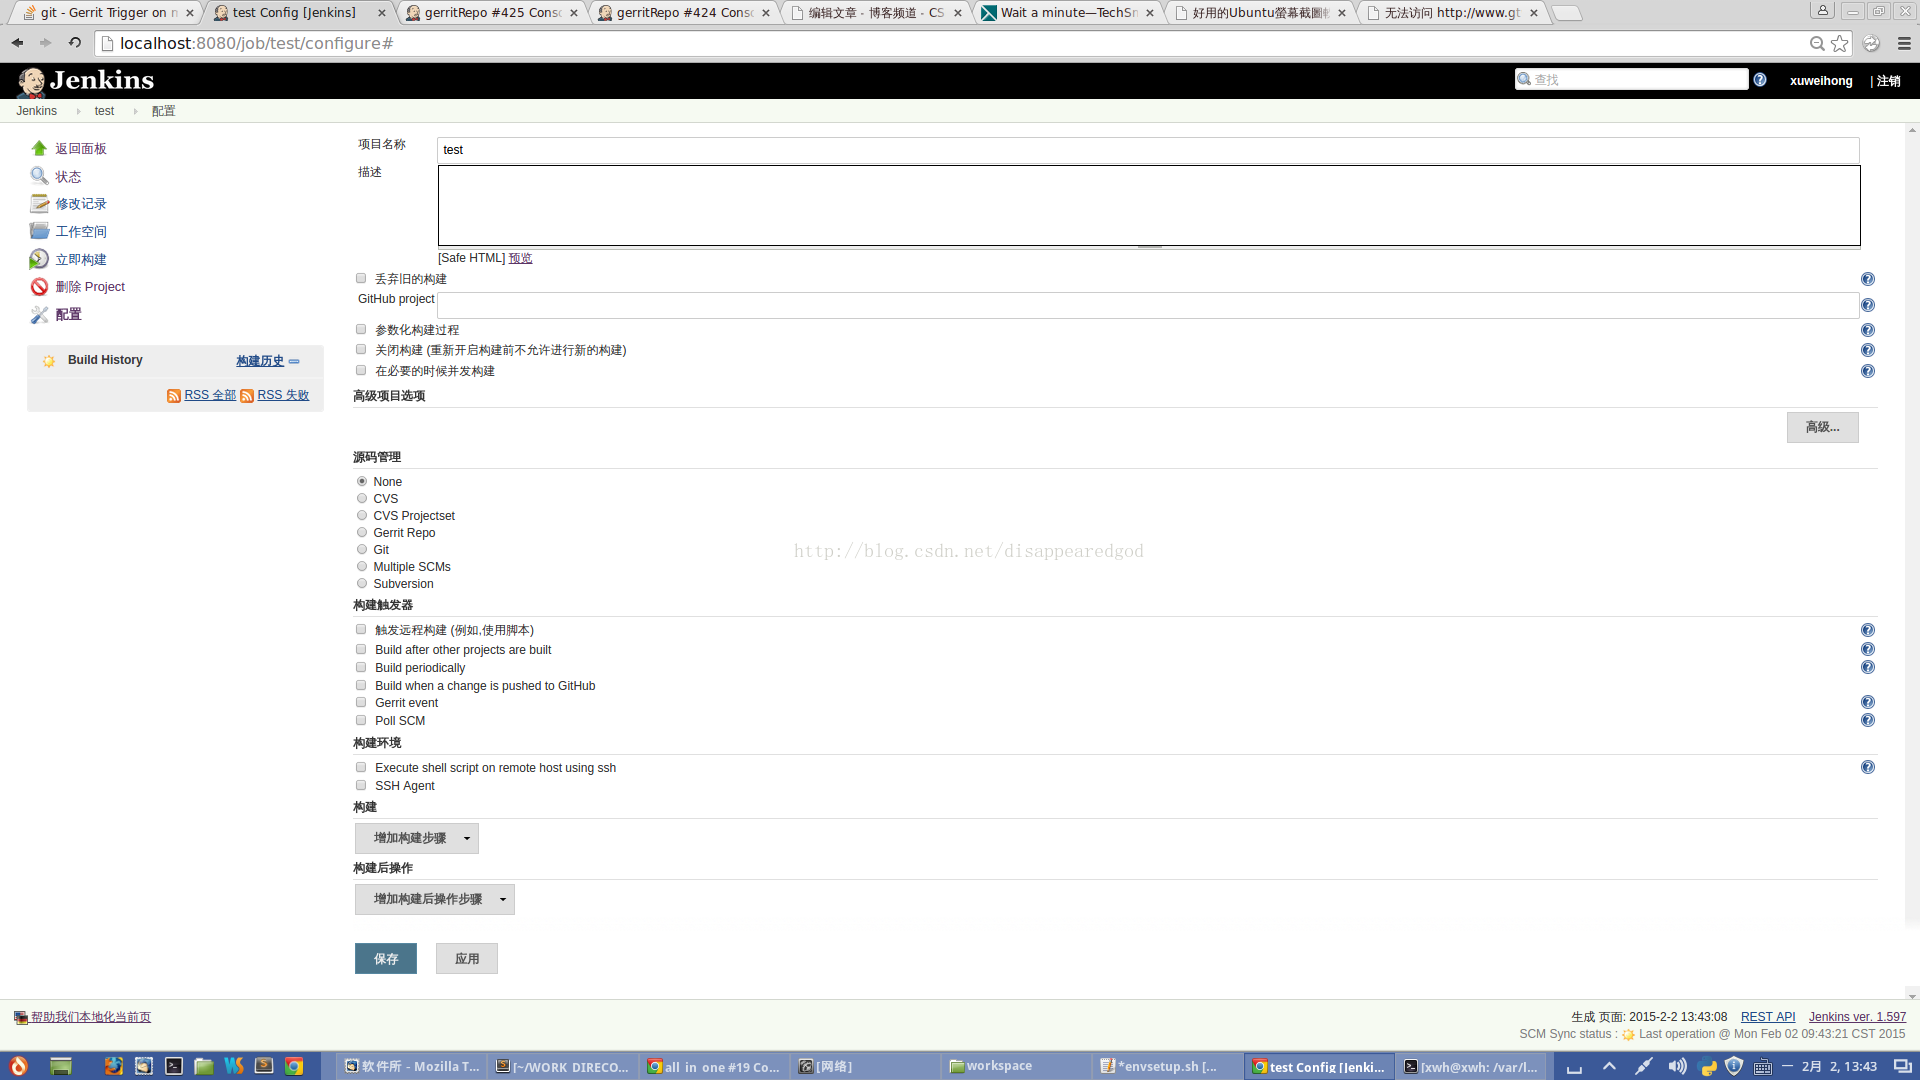 git - Gerrit Trigger on
test Config [Jenkins]
gerritRepo #425 Conso
gerritRepo #424 Conso
编辑文章 - 博客频道 - CS
Wait a minute—TechSm
好用的Ubuntu螢幕截圖
无法访问 http://www.gt
localhost:8080/job/test/configure#
Jenkins
查找
xuweihong
| 注销
Jenkins
test
配置
返回面板
状态
修改记录
工作空间
立即构建
删除 Project
配置
Build History
构建历史
RSS 全部
RSS 失败
项目名称
test
描述
[Safe HTML] 预览
丢弃旧的构建
GitHub project
参数化构建过程
关闭构建 (重新开启构建前不允许进行新的构建)
在必要的时候并发构建
高级项目选项
高级...
源码管理
None
CVS
CVS Projectset
Gerrit Repo
Git
http://blog.csdn.net/disappearedgod
Multiple SCMs
Subversion
构建触发器
触发远程构建 (例如,使用脚本)
Build after other projects are built
Build periodically
Build when a change is pushed to GitHub
Gerrit event
Poll SCM
构建环境
Execute shell script on remote host using ssh
SSH Agent
构建
增加构建步骤
构建后操作
增加构建后操作步骤
保存
应用
帮助我们本地化当前页
生成 页面: 2015-2-2 13:43:08
REST API
Jenkins ver. 1.597
SCM Sync status : Last operation @ Mon Feb 02 09:43:21 CST 2015
软件所 - Mozilla T...
[~/WORK_DIRECO...
all_in_one #19 Co...
[网络]
workspace
*envsetup.sh [...
test Config [Jenki...
[xwh@xwh: /var/l...
2月 2, 13:43